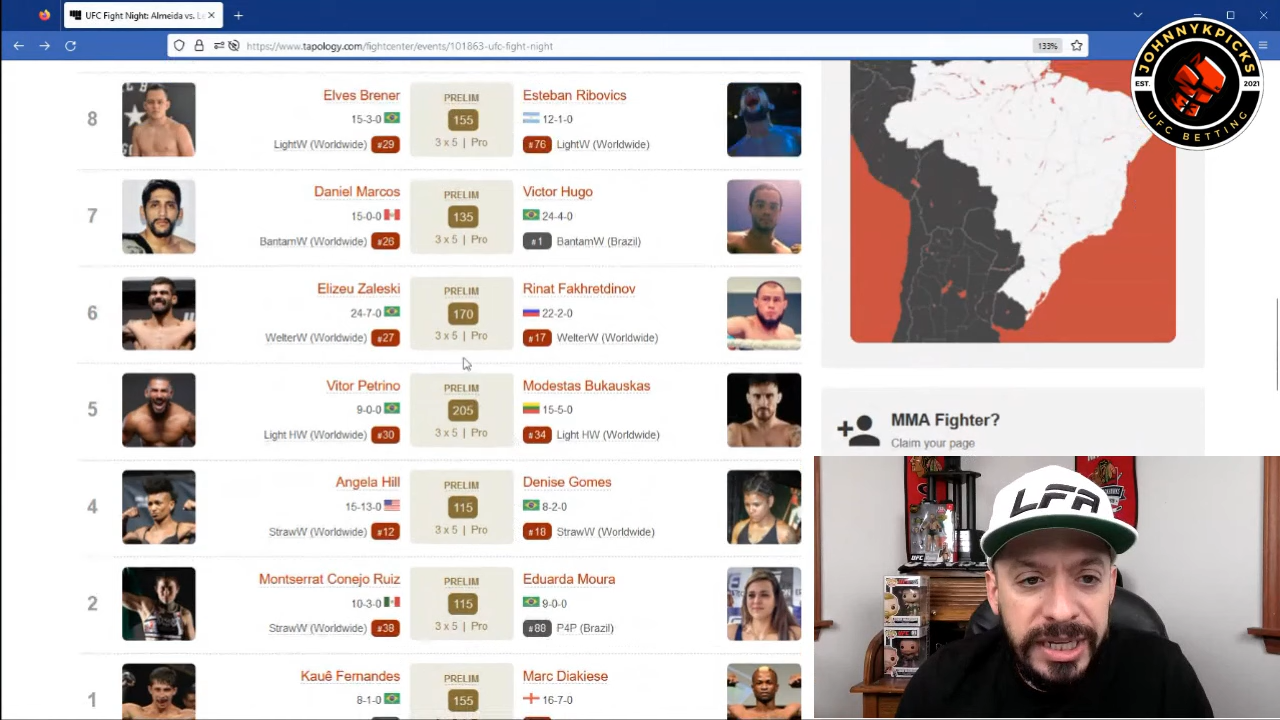 UFC Fight Night: Almeida vs. Le
https://www.tapology.com/fightcenter/events/101863-ufc-fight-night
133%
JOHNNYKPICKS
EST. 2021
UFC BETTING
8
Elves Brener
15-3-0
LightW (Worldwide) #29
PRELIM
155
3 x 5 | Pro
Esteban Ribovics
12-1-0
#76 LightW (Worldwide)
7
Daniel Marcos
15-0-0
BantamW (Worldwide) #26
PRELIM
135
3 x 5 | Pro
Victor Hugo
24-4-0
#1 BantamW (Brazil)
6
Elizeu Zaleski
24-7-0
WelterW (Worldwide) #27
PRELIM
170
3 x 5 | Pro
Rinat Fakhretdinov
22-2-0
#17 WelterW (Worldwide)
5
Vitor Petrino
9-0-0
Light HW (Worldwide) #30
PRELIM
205
3 x 5 | Pro
Modestas Bukauskas
15-5-0
#34 Light HW (Worldwide)
4
Angela Hill
15-13-0
StrawW (Worldwide) #12
PRELIM
115
3 x 5 | Pro
Denise Gomes
8-2-0
#18 StrawW (Worldwide)
2
Montserrat Conejo Ruiz
10-3-0
StrawW (Worldwide) #38
PRELIM
115
3 x 5 | Pro
Eduarda Moura
9-0-0
#88 P4P (Brazil)
1
Kauê Fernandes
8-1-0
PRELIM
155
Marc Diakiese
16-7-0
MMA Fighter?
Claim your page
LFA
UFC